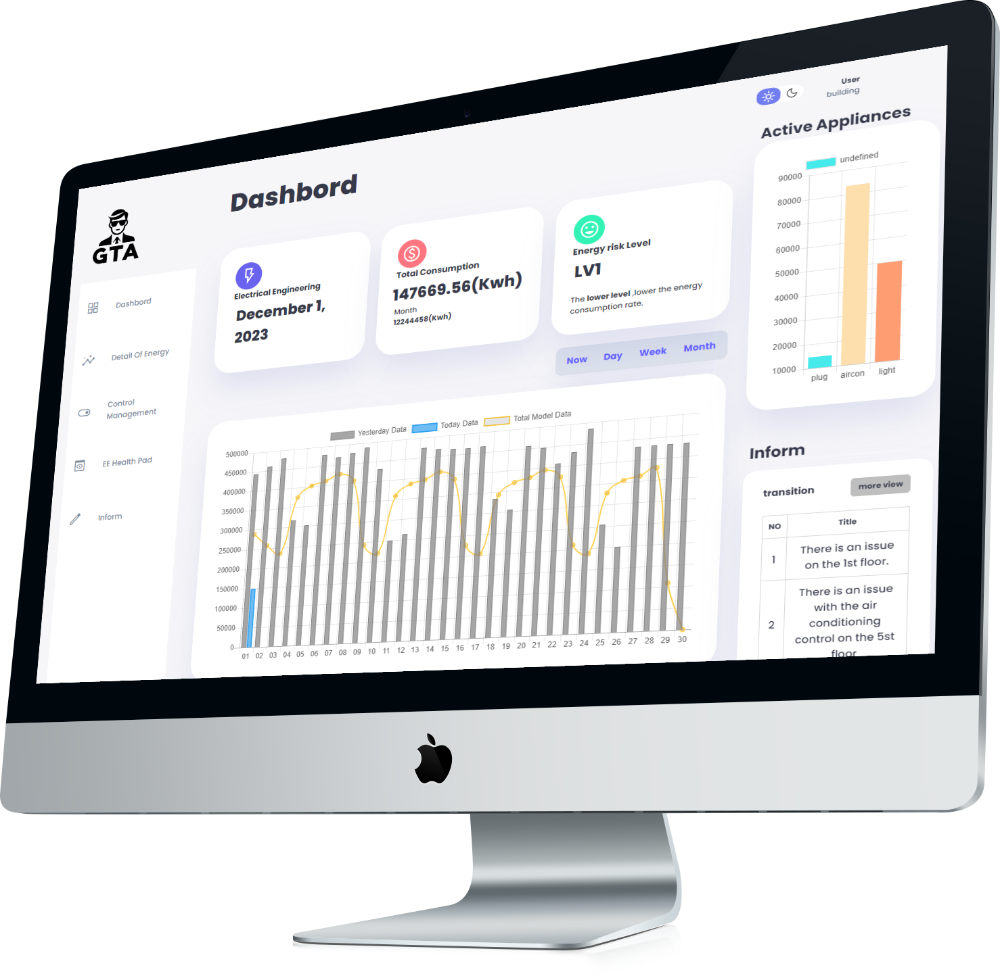 User
building
Active Appliances
undefined
90000
80000
70000
60000
50000
40000
30000
20000
10000
plug aircon light
GTA
Dashbord
Detail Of Energy
Control
Management
EE Health Pad
Inform
Dashbord
Electrical Engineering
December 1,
2023
Total Consumption
147669.56(Kwh)
Month
12244458(Kwh)
Energy risk Level
LV1
The lower level ,lower the energy
consumption rate.
Now Day Week Month
Yesterday Data Today Data Total Model Data
500000
450000
400000
350000
300000
250000
200000
150000
100000
50000
0
01 02 03 04 05 06 07 08 09 10 11 12 13 14 15 16 17 18 19 20 21 22 23 24 25 26 27 28 29 30
Inform
transition more view
NO Title
1 There is an issue
on the 1st floor.
2 There is an issue
with the air
conditioning
control on the 5st
floor